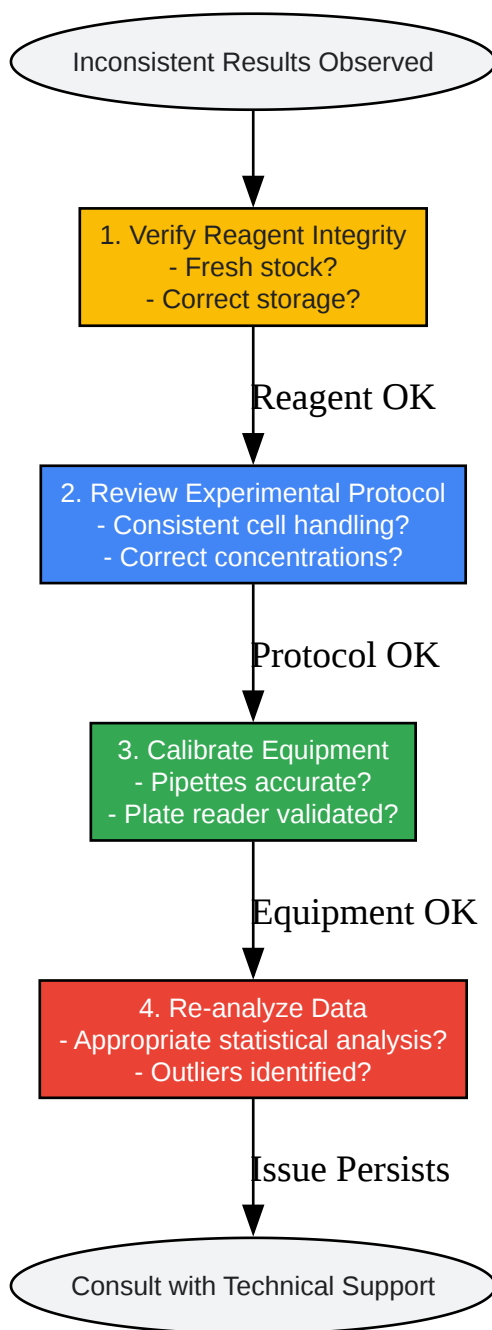 Inconsistent Results Observed
1. Verify Reagent Integrity
- Fresh stock?
- Correct storage?
Reagent OK
2. Review Experimental Protocol
- Consistent cell handling?
- Correct concentrations?
Protocol OK
3. Calibrate Equipment
- Pipettes accurate?
- Plate reader validated?
Equipment OK
4. Re-analyze Data
- Appropriate statistical analysis?
- Outliers identified?
Issue Persists
Consult with Technical Support